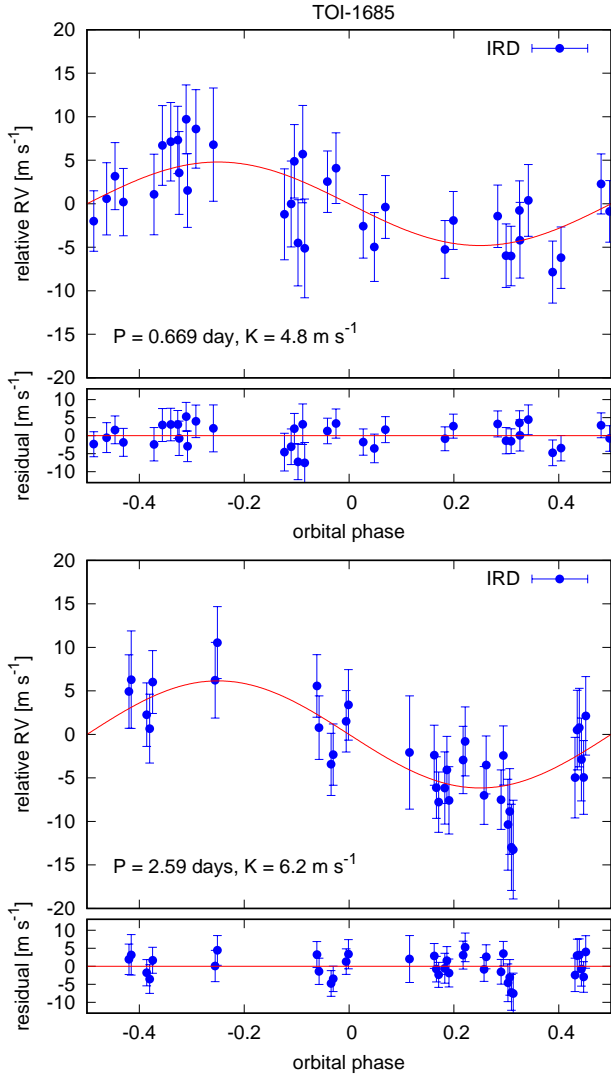 TOI-1685
20
15
10
5
0
-5
-10
-15
-20
relative RV [m s⁻¹]
IRD
P = 0.669 day, K = 4.8 m s⁻¹
10
5
0
-5
-10
residual [m s⁻¹]
-0.4 -0.2 0 0.2 0.4
orbital phase
20
15
10
5
0
-5
-10
-15
-20
relative RV [m s⁻¹]
IRD
P = 2.59 days, K = 6.2 m s⁻¹
10
5
0
-5
-10
residual [m s⁻¹]
-0.4 -0.2 0 0.2 0.4
orbital phase